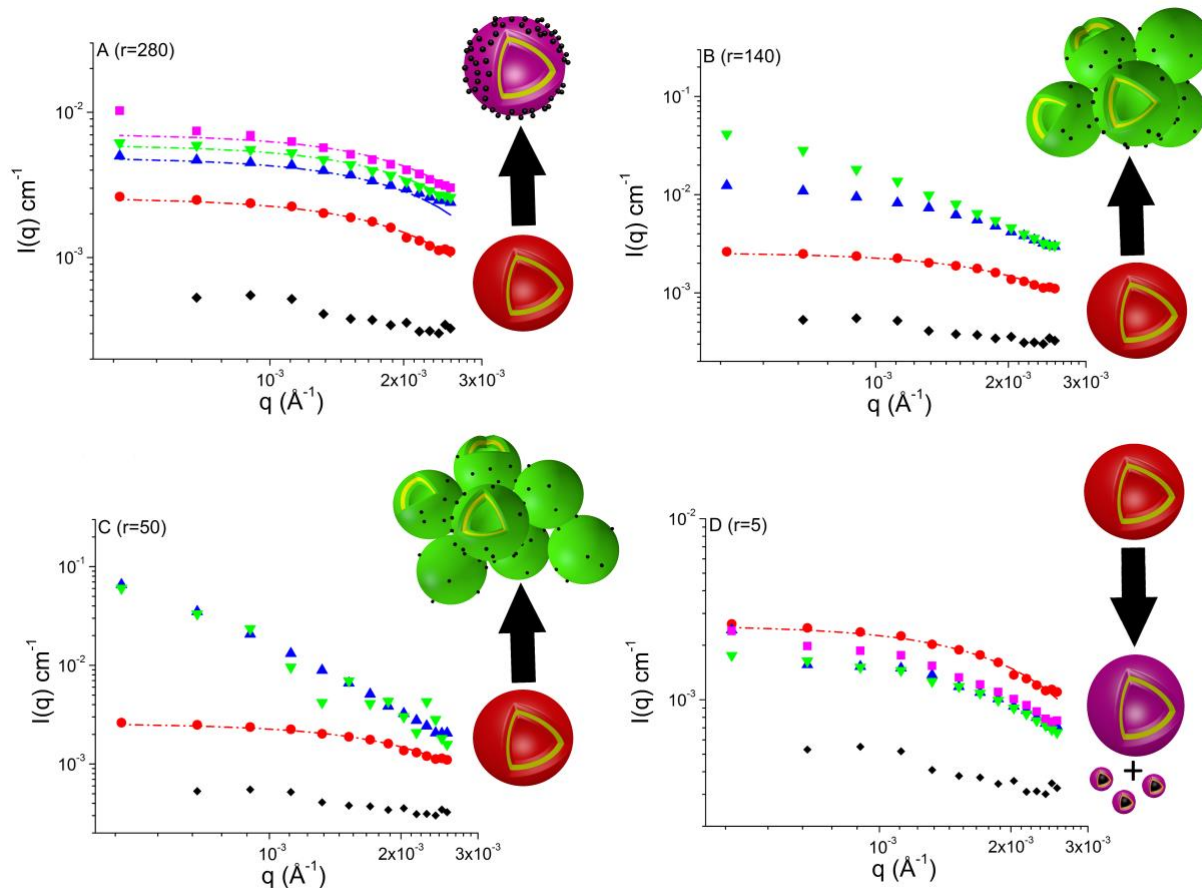 A (r=280)
10⁻²
10⁻³
I(q) cm⁻¹
10⁻³
2x10⁻³
3x10⁻³
q (Å⁻¹)
B (r=140)
10⁻¹
10⁻²
10⁻³
I(q) cm⁻¹
10⁻³
2x10⁻³
3x10⁻³
q (Å⁻¹)
C (r=50)
10⁻¹
10⁻²
10⁻³
I(q) cm⁻¹
10⁻³
2x10⁻³
3x10⁻³
q (Å⁻¹)
D (r=5)
10⁻²
10⁻³
I(q) cm⁻¹
10⁻³
2x10⁻³
3x10⁻³
q (Å⁻¹)
+